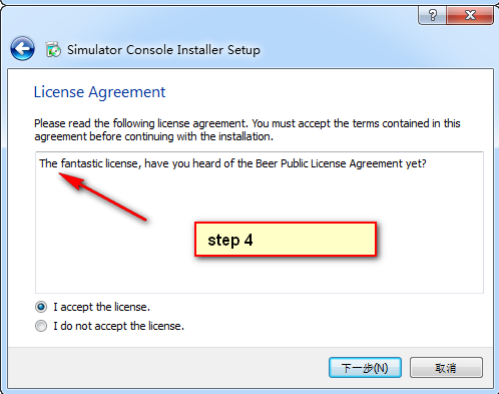 Simulator Console Installer Setup
License Agreement
Please read the following license agreement. You must accept the terms contained in this
agreement before continuing with the installation.
The fantastic license, have you heard of the Beer Public License Agreement yet?
step 4
I accept the license.
I do not accept the license.
下一步(N) 取消